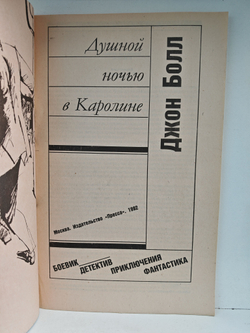 Душной
ночью
в Каролине
Джон Болл
Москва. Издательство «Пресса». 1992
БОЕВИК
ДЕТЕКТИВ
ПРИКЛЮЧЕНИЯ
ФАНТАСТИКА